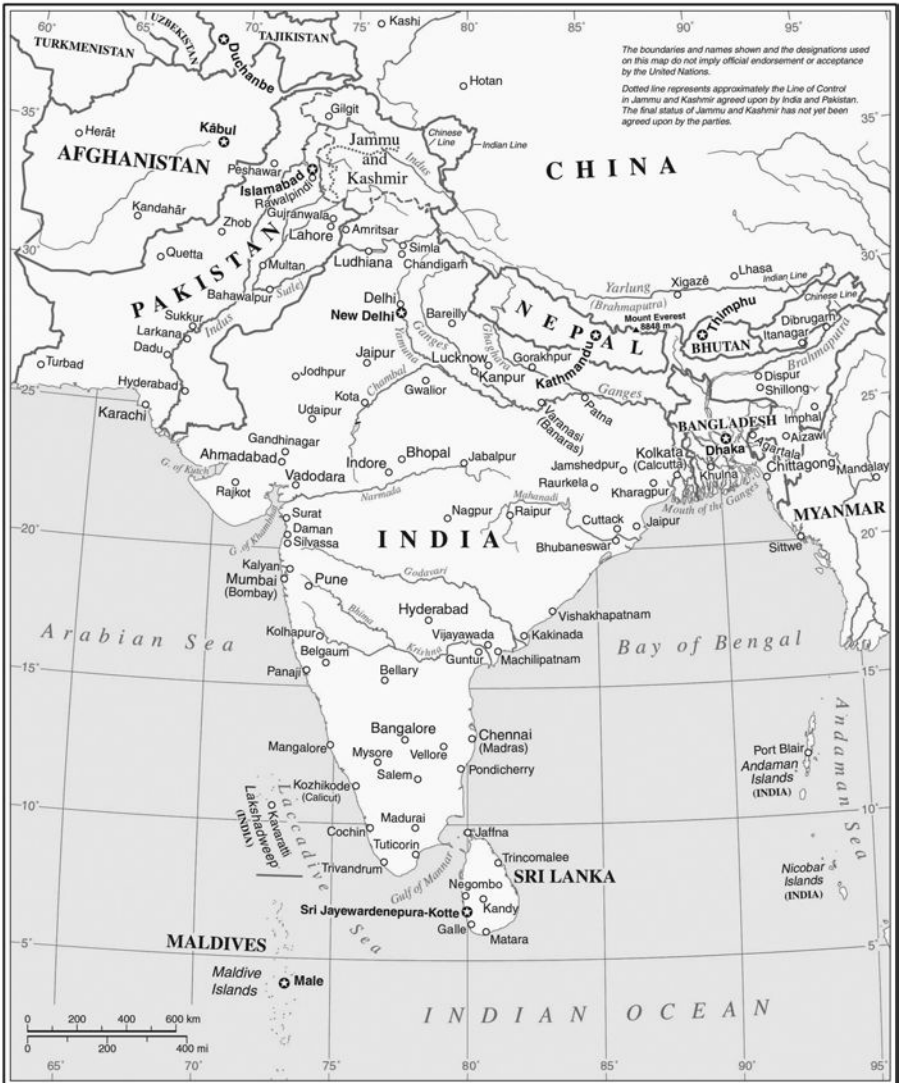 65°
70°
75°
80°
85°
90°
95°
UZBEKISTAN
TAJIKISTAN
TURKMENISTAN
Duchanbe
Kashi
Hotan
The boundaries and names shown and the designations used
on this map do not imply official endorsement or acceptance
by the United Nations.
Dotted line represents approximately the Line of Control
in Jammu and Kashmir agreed upon by India and Pakistan.
The final status of Jammu and Kashmir has not yet been
agreed upon by the parties.
35°
35°
Gilgit
Herāt
Kābul
Jammu
and
Kashmir
Indus
Chinese
Line
Indian Line
CHINA
AFGHANISTAN
Peshawar
Islamabad
Rawalpindi
Kandahār
Zhob
Gujranwala
Lahore
Amritsar
30°
30°
Quetta
PAKISTAN
Multan
Ludhiana
Simla
Chandigarh
Bahawalpur
Sutlej
Yarlung
(Brahmaputra)
Xigazê
Lhasa
Indian Line
Chinese Line
Sukkur
Larkana
Dadu
Indus
Delhi
New Delhi
Bareilly
NEPAL
Mount Everest
8848 m
Thimphu
BHUTAN
Dibrugarh
Itanagar
Brahmaputra
Turbad
Jaipur
Yamuna
Ganges
Ghaghara
Lucknow
Gorakhpur
Kathmandu
Dispur
Shillong
25°
25°
Hyderabad
Jodhpur
Chambal
Kanpur
Ganges
Karachi
Kota
Gwalior
Udaipur
Varanasi
(Banaras)
Patna
BANGLADESH
Imphal
Gandhinagar
Ahmadabad
Bhopal
Jabalpur
Jamshedpur
Kolkata
(Calcutta)
Dhaka
Agartala
Aizawl
G. of Kutch
Indore
Vadodara
Raurkela
Kharagpur
Khulna
Chittagong
Mandalay
Rajkot
Narmada
Mahanadi
Mouth of the Ganges
MYANMAR
20°
20°
G. of Khambhat
Surat
Daman
Silvassa
INDIA
Nagpur
Raipur
Cuttack
Jaipur
Bhubaneswar
Sittwe
Kalyan
Mumbai
(Bombay)
Pune
Godavari
Bhima
Hyderabad
Vishakhapatnam
Arabian Sea
Bay of Bengal
Kolhapur
Vijayawada
Kakinada
Belgaum
Krishna
Guntur
Machilipatnam
15°
15°
Panaji
Bellary
Andaman Sea
Bangalore
Chennai
(Madras)
Mangalore
Mysore
Vellore
Port Blair
Andaman
Islands
(INDIA)
Salem
Pondicherry
Kozhikode
(Calicut)
10°
10°
Laccadive Sea
Kavaratti
Lakshadweep
(INDIA)
Madurai
Cochin
Jaffna
Tuticorin
Trivandrum
Gulf of Mannar
Trincomalee
SRI LANKA
Nicobar
Islands
(INDIA)
Negombo
Sri Jayewardenepura-Kotte
Kandy
Galle
Matara
5°
5°
MALDIVES
Maldive
Islands
Male
INDIAN OCEAN
0 200 400 600 km
0 200 400 mi
65°
70°
75°
80°
85°
90°
95°